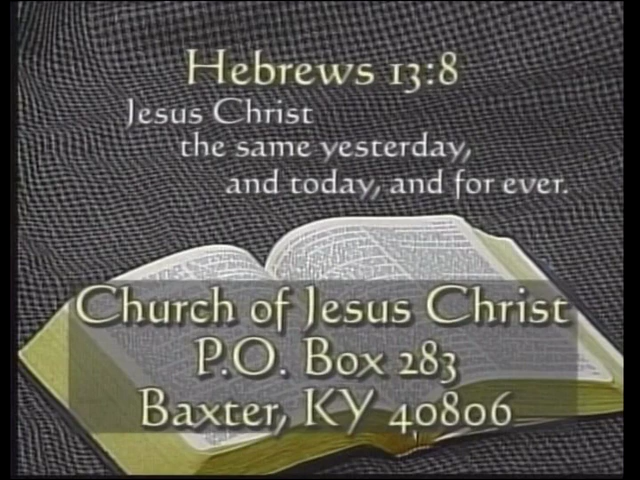 Hebrews 13:8
Jesus Christ
the same yesterday,
and today, and for ever.
Church of Jesus Christ
P.O. Box 283
Baxter, KY 40806